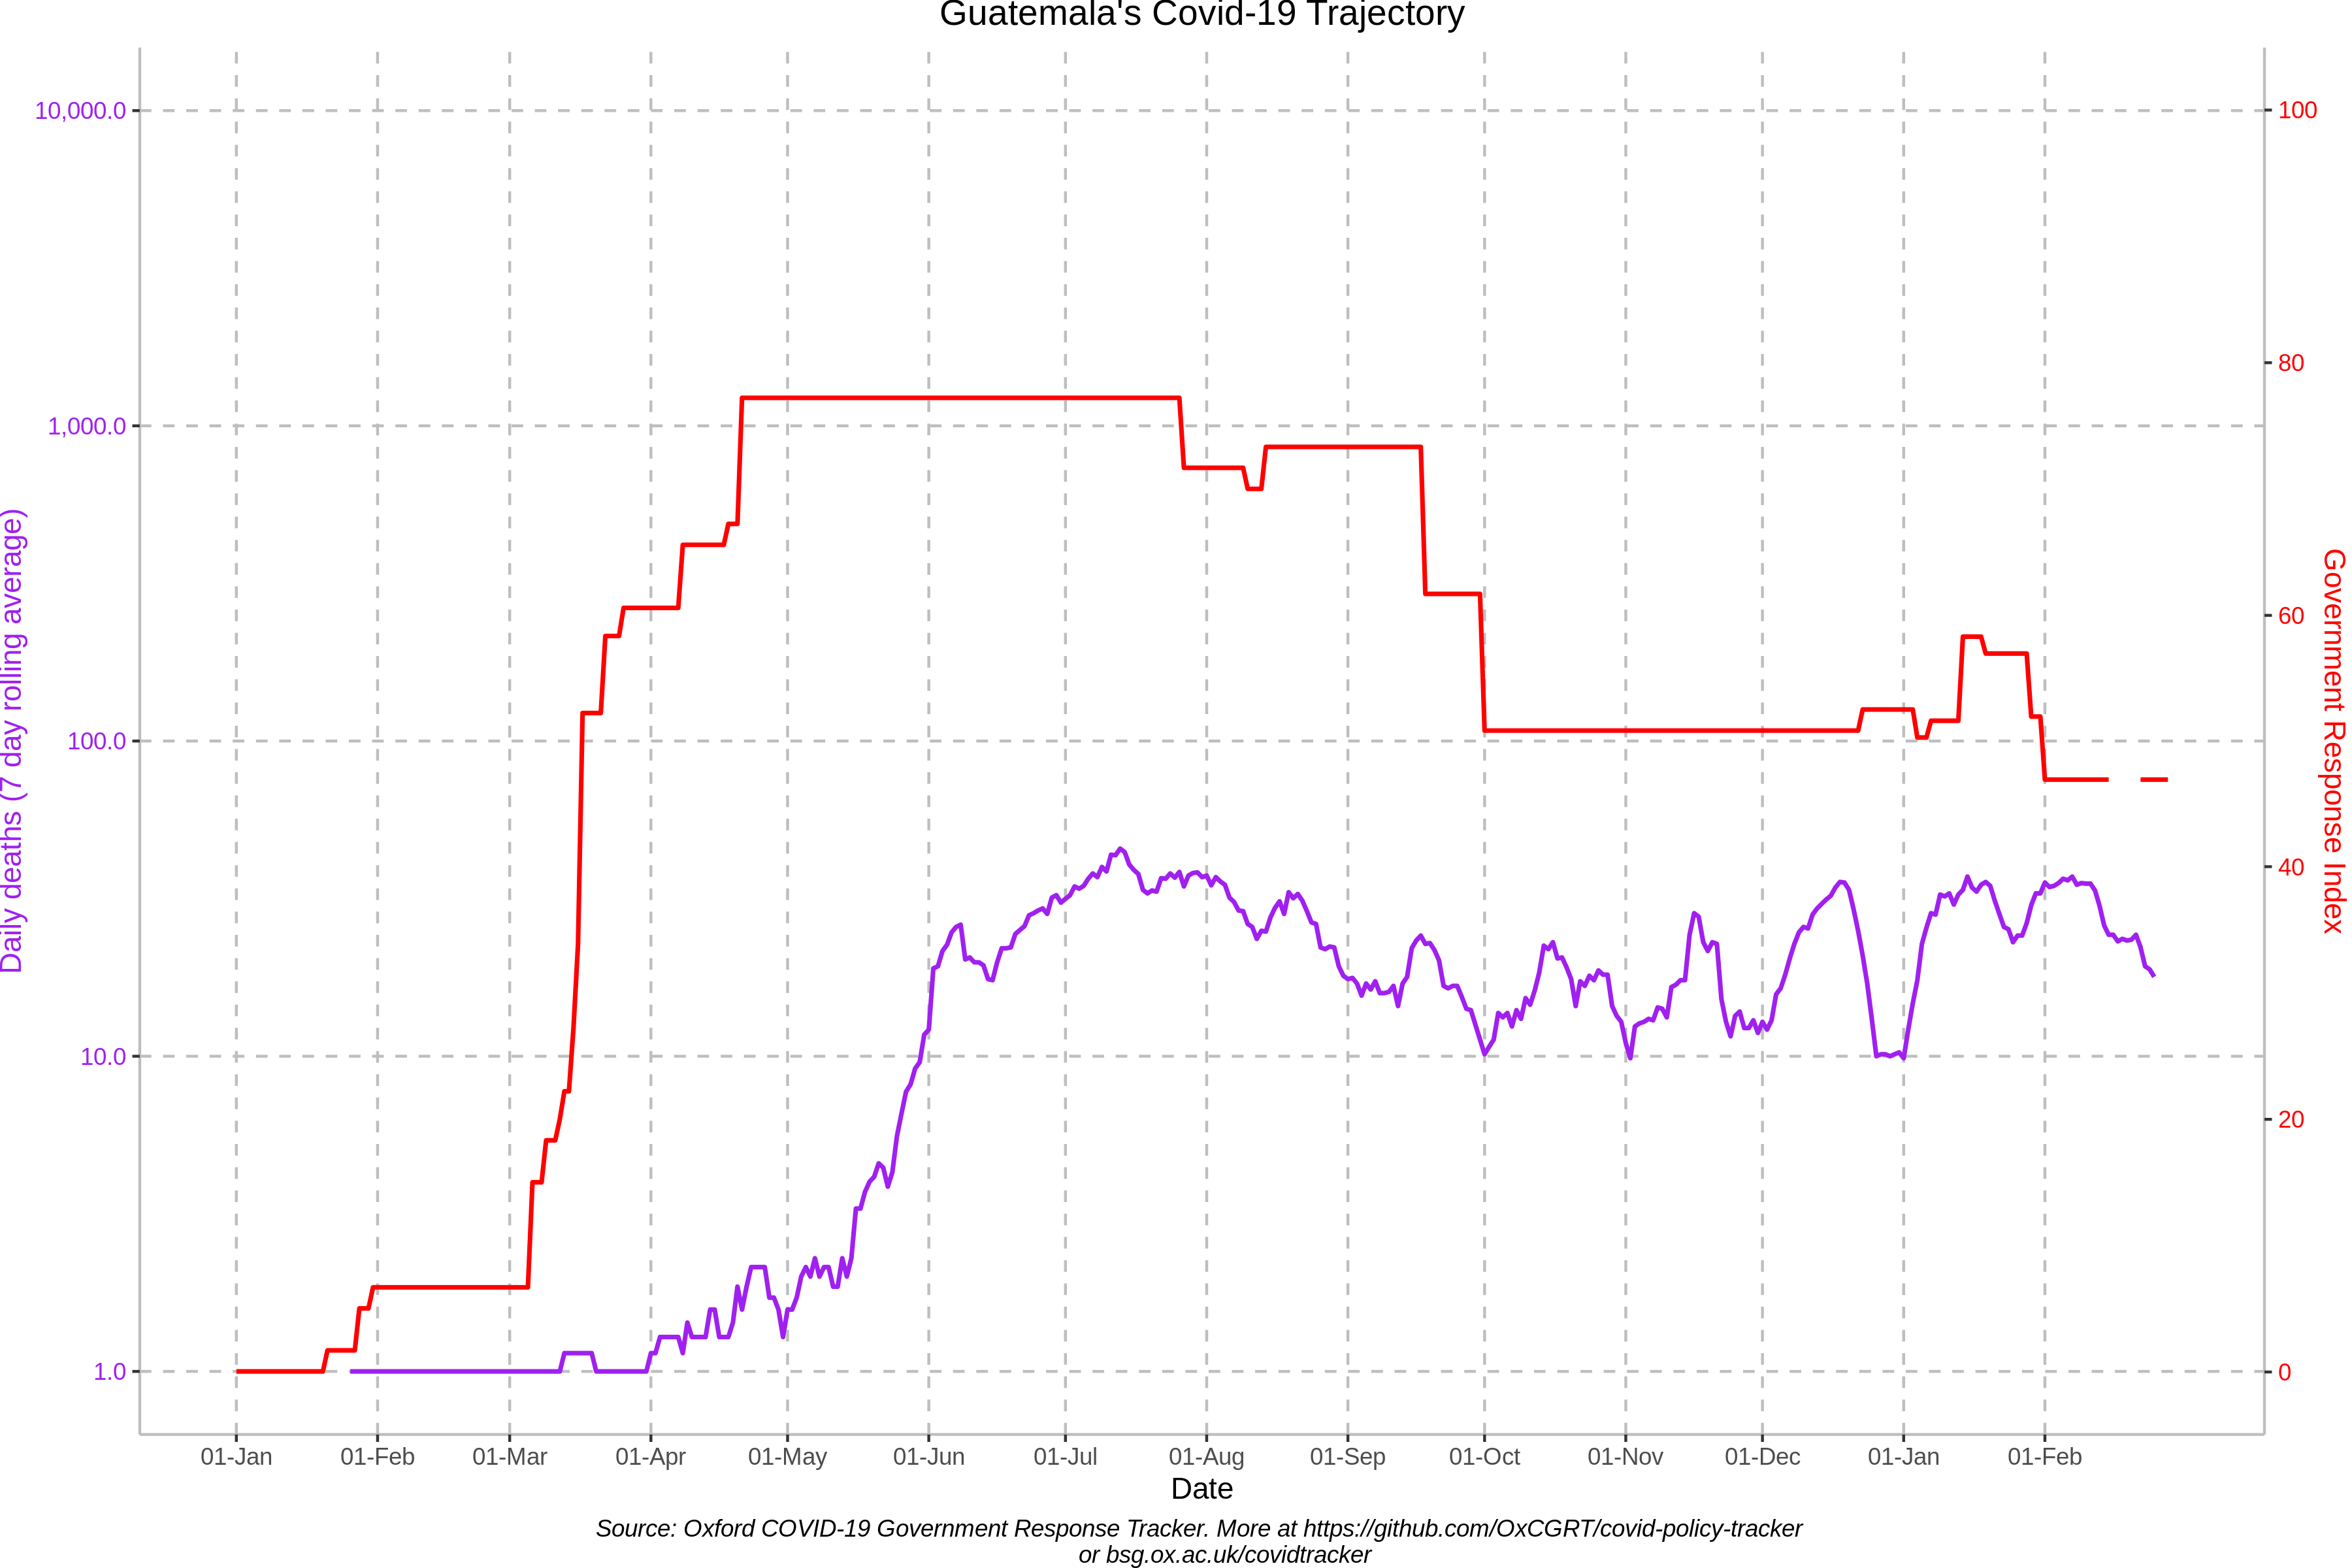 Guatemala's Covid-19 Trajectory
10,000.0
1,000.0
100.0
10.0
1.0
Daily deaths (7 day rolling average)
100
80
60
40
20
0
Government Response Index
01-Jan 01-Feb 01-Mar 01-Apr 01-May 01-Jun 01-Jul 01-Aug 01-Sep 01-Oct 01-Nov 01-Dec 01-Jan 01-Feb
Date
Source: Oxford COVID-19 Government Response Tracker. More at https://github.com/OxCGRT/covid-policy-tracker
or bsg.ox.ac.uk/covidtracker